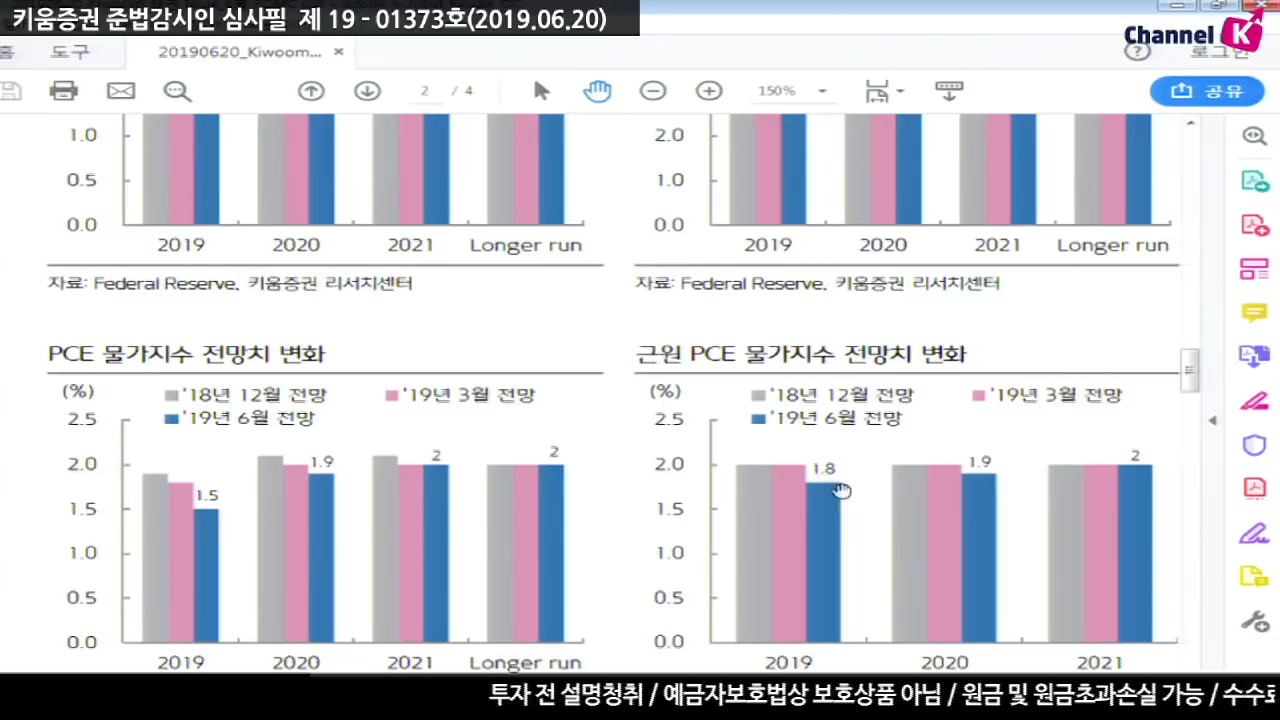 키움증권 준법감시인 심사필 제 19 - 01373호(2019.06.20)
Channel K
홈 도구 20190620_Kiwoom... × ? 로그인
2 / 4 150% 공유
1.0 2.0
0.5 1.0
0.0 0.0
2019 2020 2021 Longer run 2019 2020 2021 Longer run
자료: Federal Reserve, 키움증권 리서치센터 자료: Federal Reserve, 키움증권 리서치센터
PCE 물가지수 전망치 변화
(%) '18년 12월 전망 '19년 3월 전망
'19년 6월 전망
2.5
2.0
1.5
1.0
0.5
0.0
1.5 1.9 2 2
2019 2020 2021 Longer run
근원 PCE 물가지수 전망치 변화
(%) '18년 12월 전망 '19년 3월 전망
'19년 6월 전망
2.5
2.0
1.5
1.0
0.5
0.0
1.8 1.9 2
2019 2020 2021
투자 전 설명청취 / 예금자보호법상 보호상품 아님 / 원금 및 원금초과손실 가능 / 수수료